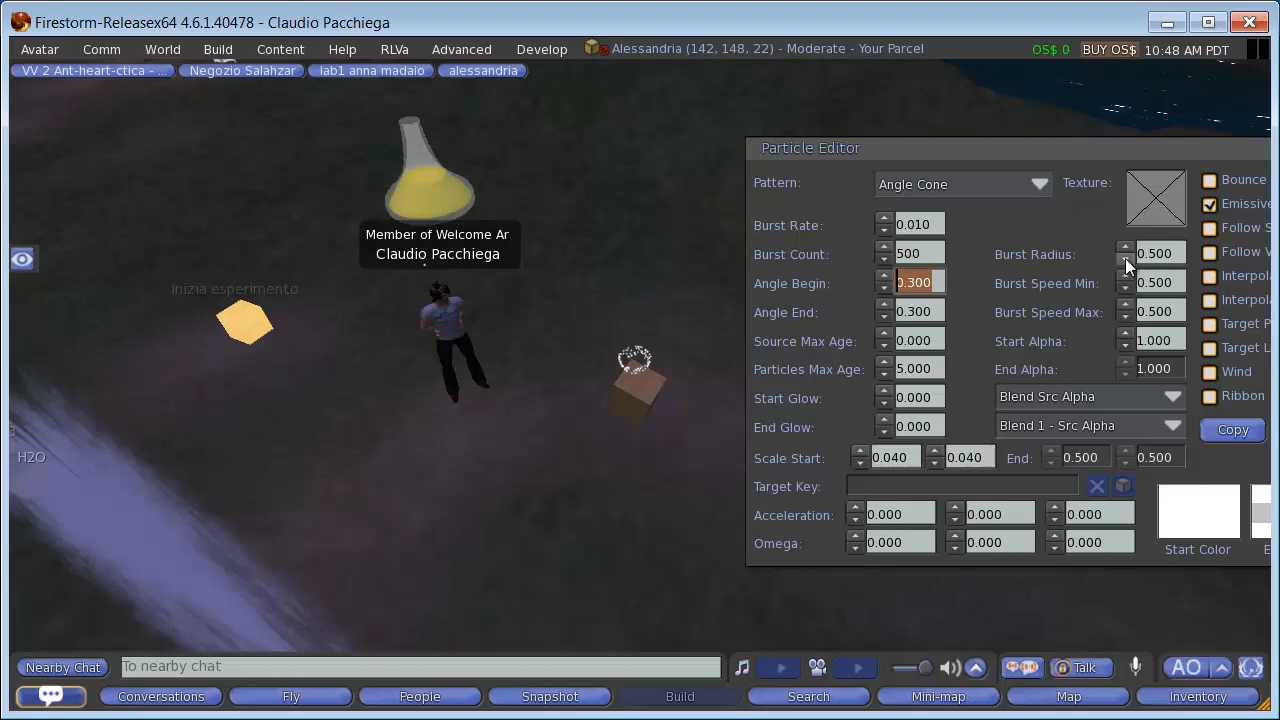 Firestorm-Releasex64 4.6.1.40478 - Claudio Pacchiega
Avatar Comm World Build Content Help RLVa Advanced Develop Alessandria (142, 148, 22) - Moderate - Your Parcel OS$ 0 BUY OS$ 10:48 AM PDT
VV 2 Ant-heart-ctica - ... Negozio Salahzar lab1 anna madaio alessandria
Member of Welcome Ar
Claudio Pacchiega
Inizia esperimento
H2O
Particle Editor
Pattern: Angle Cone Texture: Bounce
Emissive
Burst Rate: 0.010 Follow S
Burst Count: 500 Burst Radius: 0.500 Follow V
Angle Begin: 0.300 Burst Speed Min: 0.500 Interpola
Angle End: 0.300 Burst Speed Max: 0.500 Interpola
Source Max Age: 0.000 Start Alpha: 1.000 Target P
Target L
Particles Max Age: 5.000 End Alpha: 1.000 Wind
Start Glow: 0.000 Blend Src Alpha Ribbon
End Glow: 0.000 Blend 1 - Src Alpha Copy
Scale Start: 0.040 0.040 End: 0.500 0.500
Target Key:
Acceleration: 0.000 0.000 0.000
Omega: 0.000 0.000 0.000
Start Color E
Nearby Chat To nearby chat Talk AO
Conversations Fly People Snapshot Build Search Mini-map Map Inventory